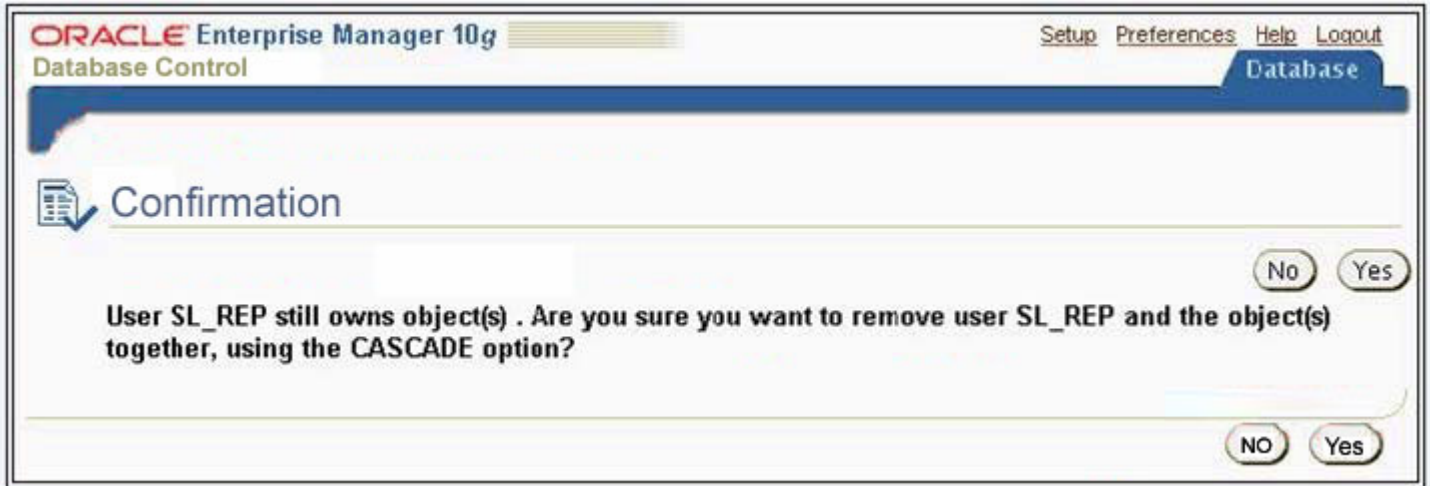 ORACLE Enterprise Manager 10g
Setup Preferences Help Logout
Database Control
Database
Confirmation
No Yes
User SL_REP still owns object(s) . Are you sure you want to remove user SL_REP and the object(s)
together, using the CASCADE option?
NO Yes